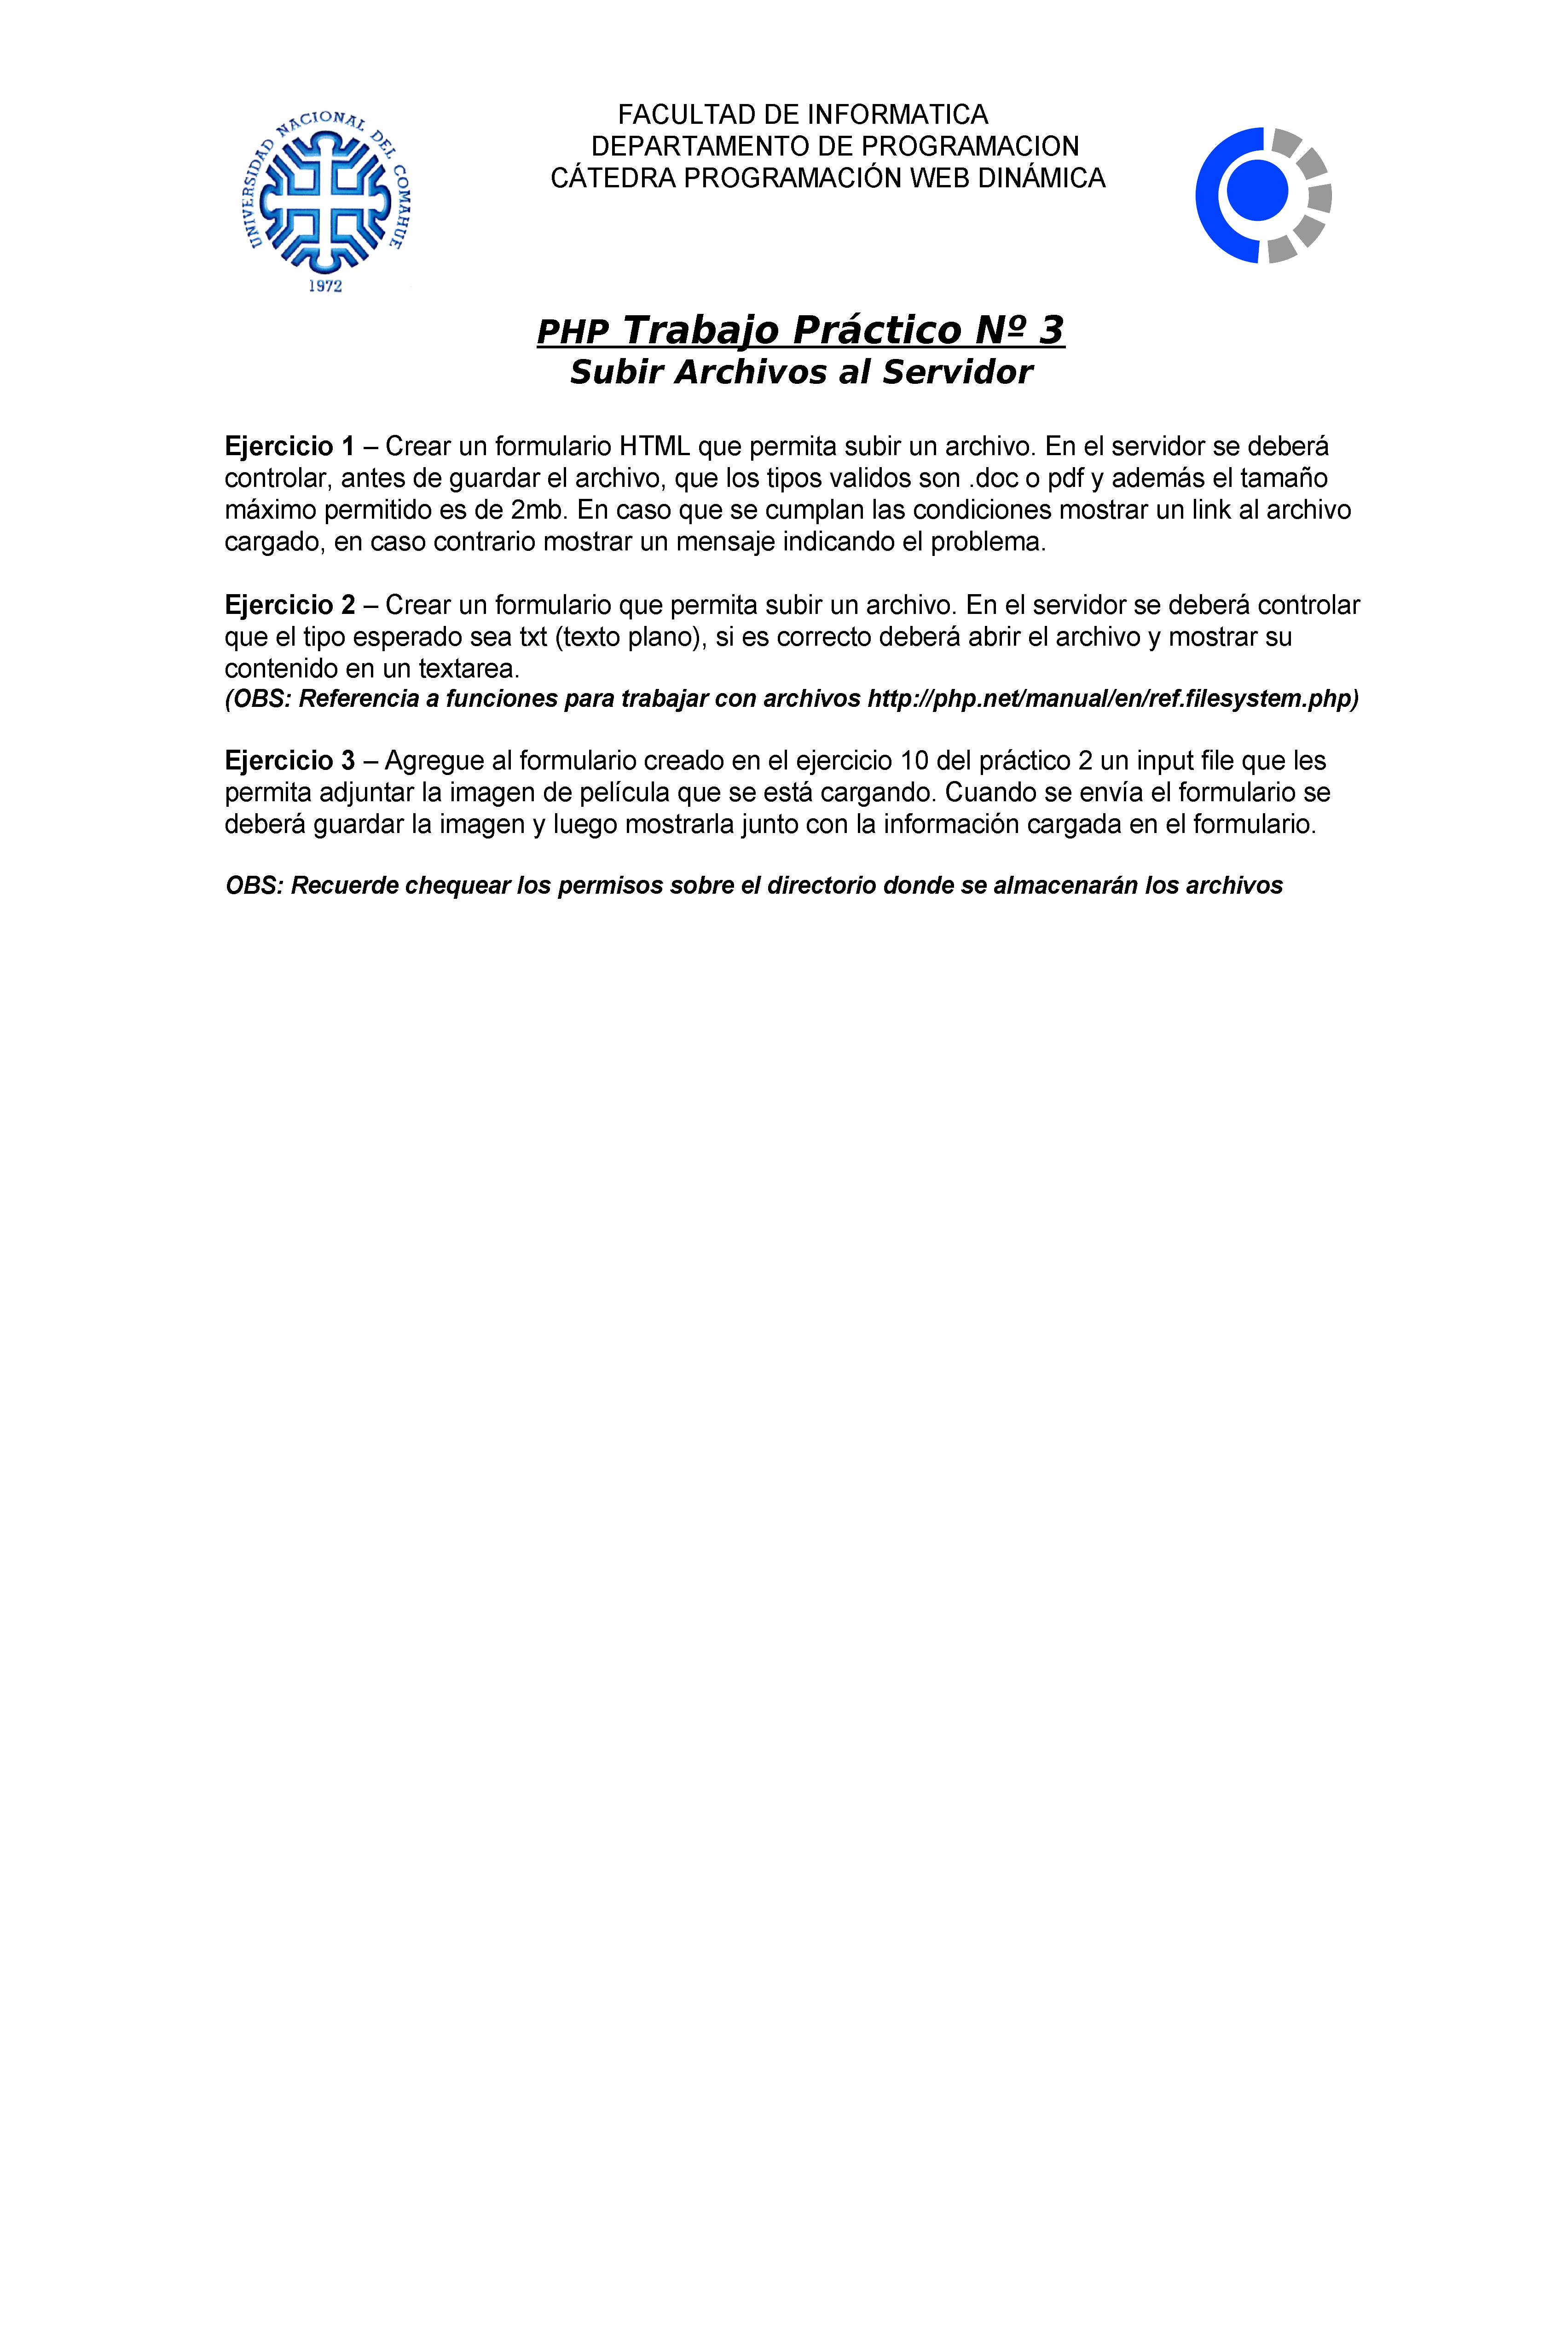 FACULTAD DE INFORMATICA
DEPARTAMENTO DE PROGRAMACION
CÁTEDRA PROGRAMACIÓN WEB DINÁMICA
UNIVERSIDAD NACIONAL DEL COMAHUE
1972
PHP Trabajo Práctico Nº 3
Subir Archivos al Servidor
Ejercicio 1 – Crear un formulario HTML que permita subir un archivo. En el servidor se deberá
controlar, antes de guardar el archivo, que los tipos validos son .doc o pdf y además el tamaño
máximo permitido es de 2mb. En caso que se cumplan las condiciones mostrar un link al archivo
cargado, en caso contrario mostrar un mensaje indicando el problema.
Ejercicio 2 – Crear un formulario que permita subir un archivo. En el servidor se deberá controlar
que el tipo esperado sea txt (texto plano), si es correcto deberá abrir el archivo y mostrar su
contenido en un textarea.
(OBS: Referencia a funciones para trabajar con archivos http://php.net/manual/en/ref.filesystem.php)
Ejercicio 3 – Agregue al formulario creado en el ejercicio 10 del práctico 2 un input file que les
permita adjuntar la imagen de película que se está cargando. Cuando se envía el formulario se
deberá guardar la imagen y luego mostrarla junto con la información cargada en el formulario.
OBS: Recuerde chequear los permisos sobre el directorio donde se almacenarán los archivos